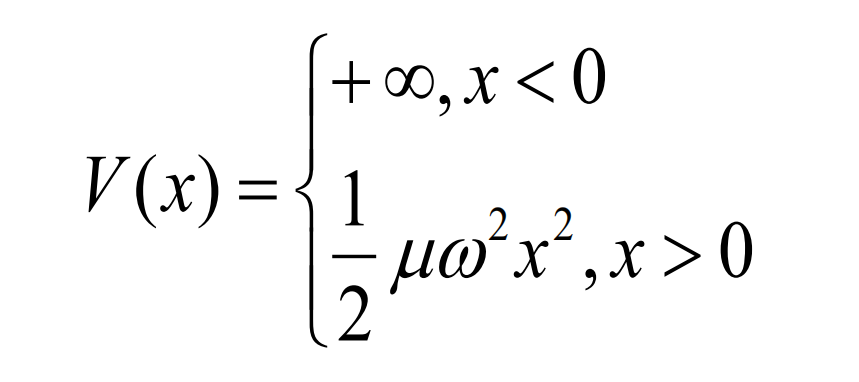 V(x) = { +∞, x < 0
1/2 μω²x², x > 0